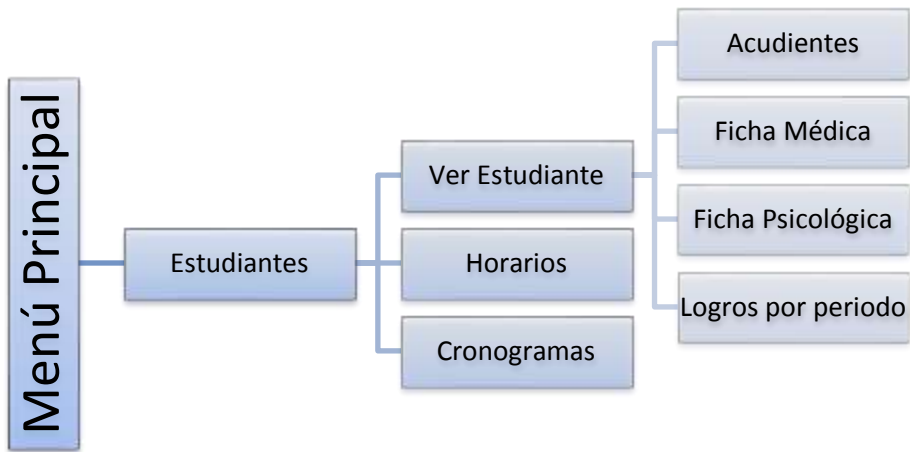 Menú Principal
Estudiantes
Ver Estudiante
Horarios
Cronogramas
Acudientes
Ficha Médica
Ficha Psicológica
Logros por periodo